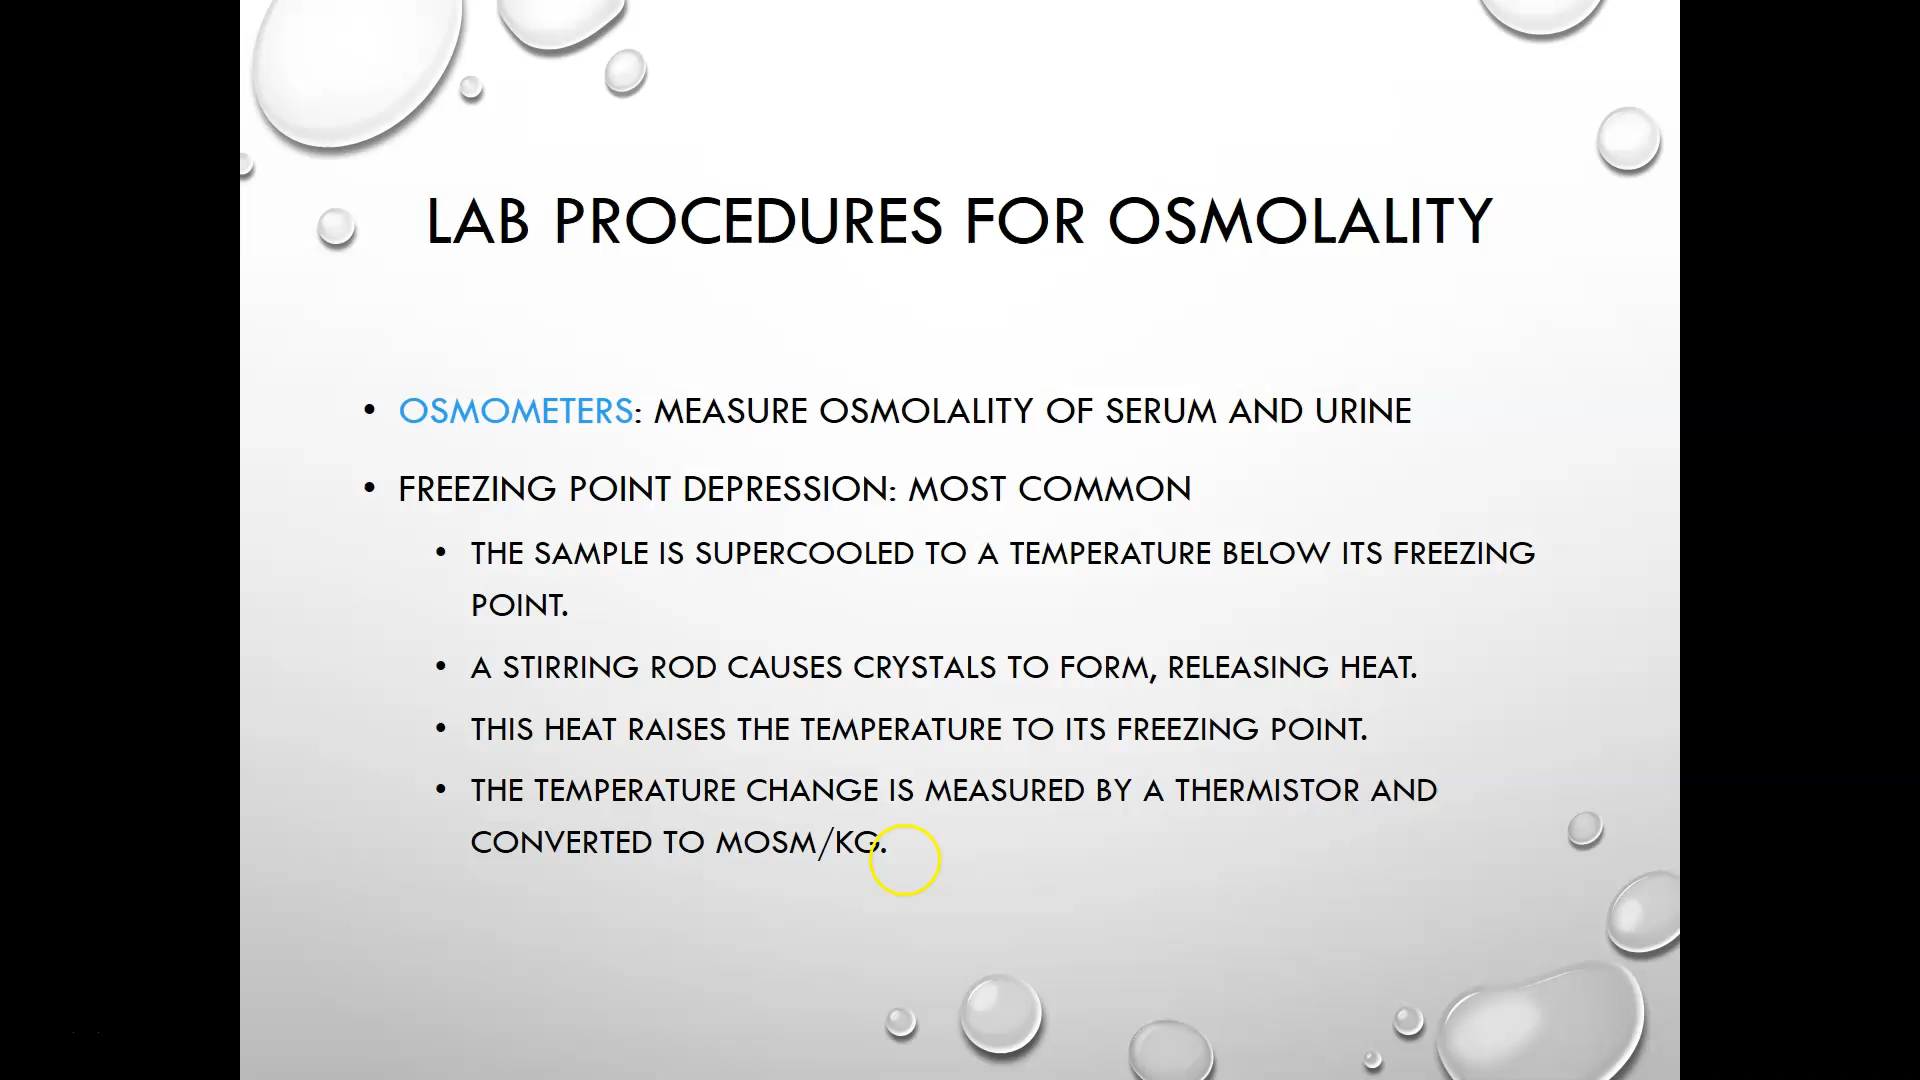 LAB PROCEDURES FOR OSMOLALITY
• OSMOMETERS: MEASURE OSMOLALITY OF SERUM AND URINE
• FREEZING POINT DEPRESSION: MOST COMMON
• THE SAMPLE IS SUPERCOOLED TO A TEMPERATURE BELOW ITS FREEZING
POINT.
• A STIRRING ROD CAUSES CRYSTALS TO FORM, RELEASING HEAT.
• THIS HEAT RAISES THE TEMPERATURE TO ITS FREEZING POINT.
• THE TEMPERATURE CHANGE IS MEASURED BY A THERMISTOR AND
CONVERTED TO MOSM/KG.